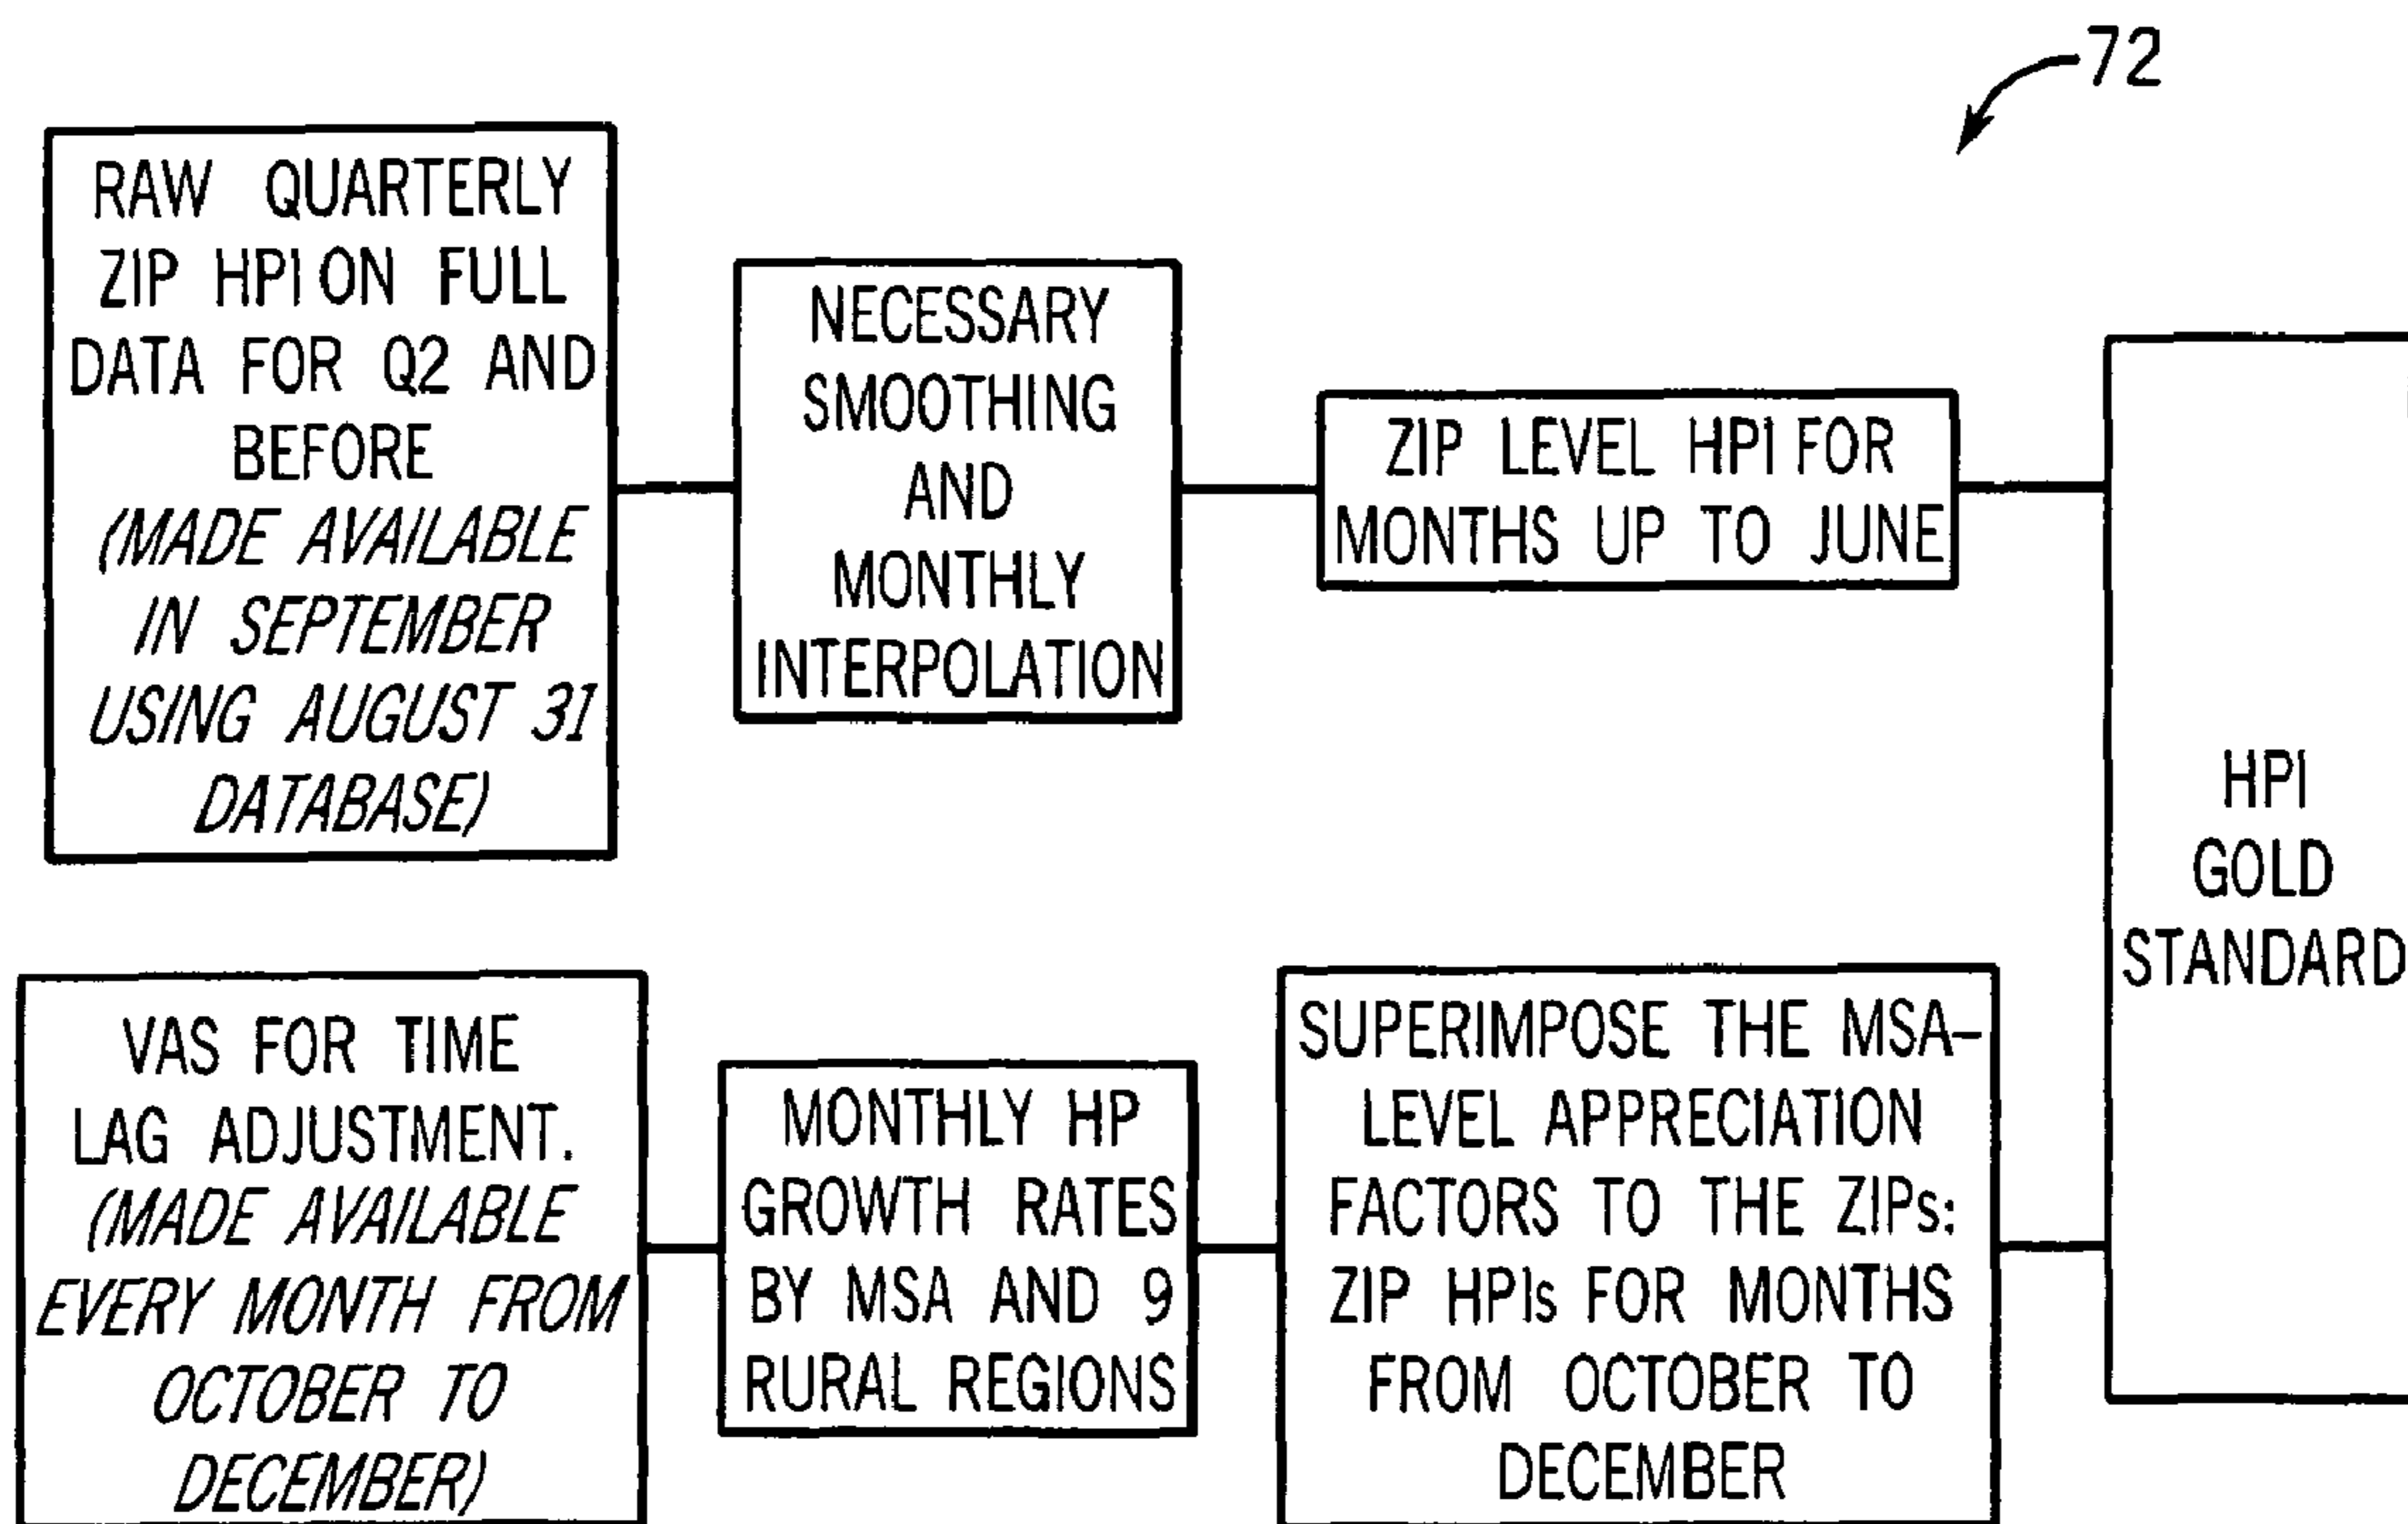 72
RAW QUARTERLY
ZIP HPI ON FULL
DATA FOR Q2 AND
BEFORE
(MADE AVAILABLE
IN SEPTEMBER
USING AUGUST 31
DATABASE)
NECESSARY
SMOOTHING
AND
MONTHLY
INTERPOLATION
ZIP LEVEL HPI FOR
MONTHS UP TO JUNE
HPI
GOLD
STANDARD
VAS FOR TIME
LAG ADJUSTMENT.
(MADE AVAILABLE
EVERY MONTH FROM
OCTOBER TO
DECEMBER)
MONTHLY HP
GROWTH RATES
BY MSA AND 9
RURAL REGIONS
SUPERIMPOSE THE MSA-
LEVEL APPRECIATION
FACTORS TO THE ZIPs:
ZIP HPIs FOR MONTHS
FROM OCTOBER TO
DECEMBER